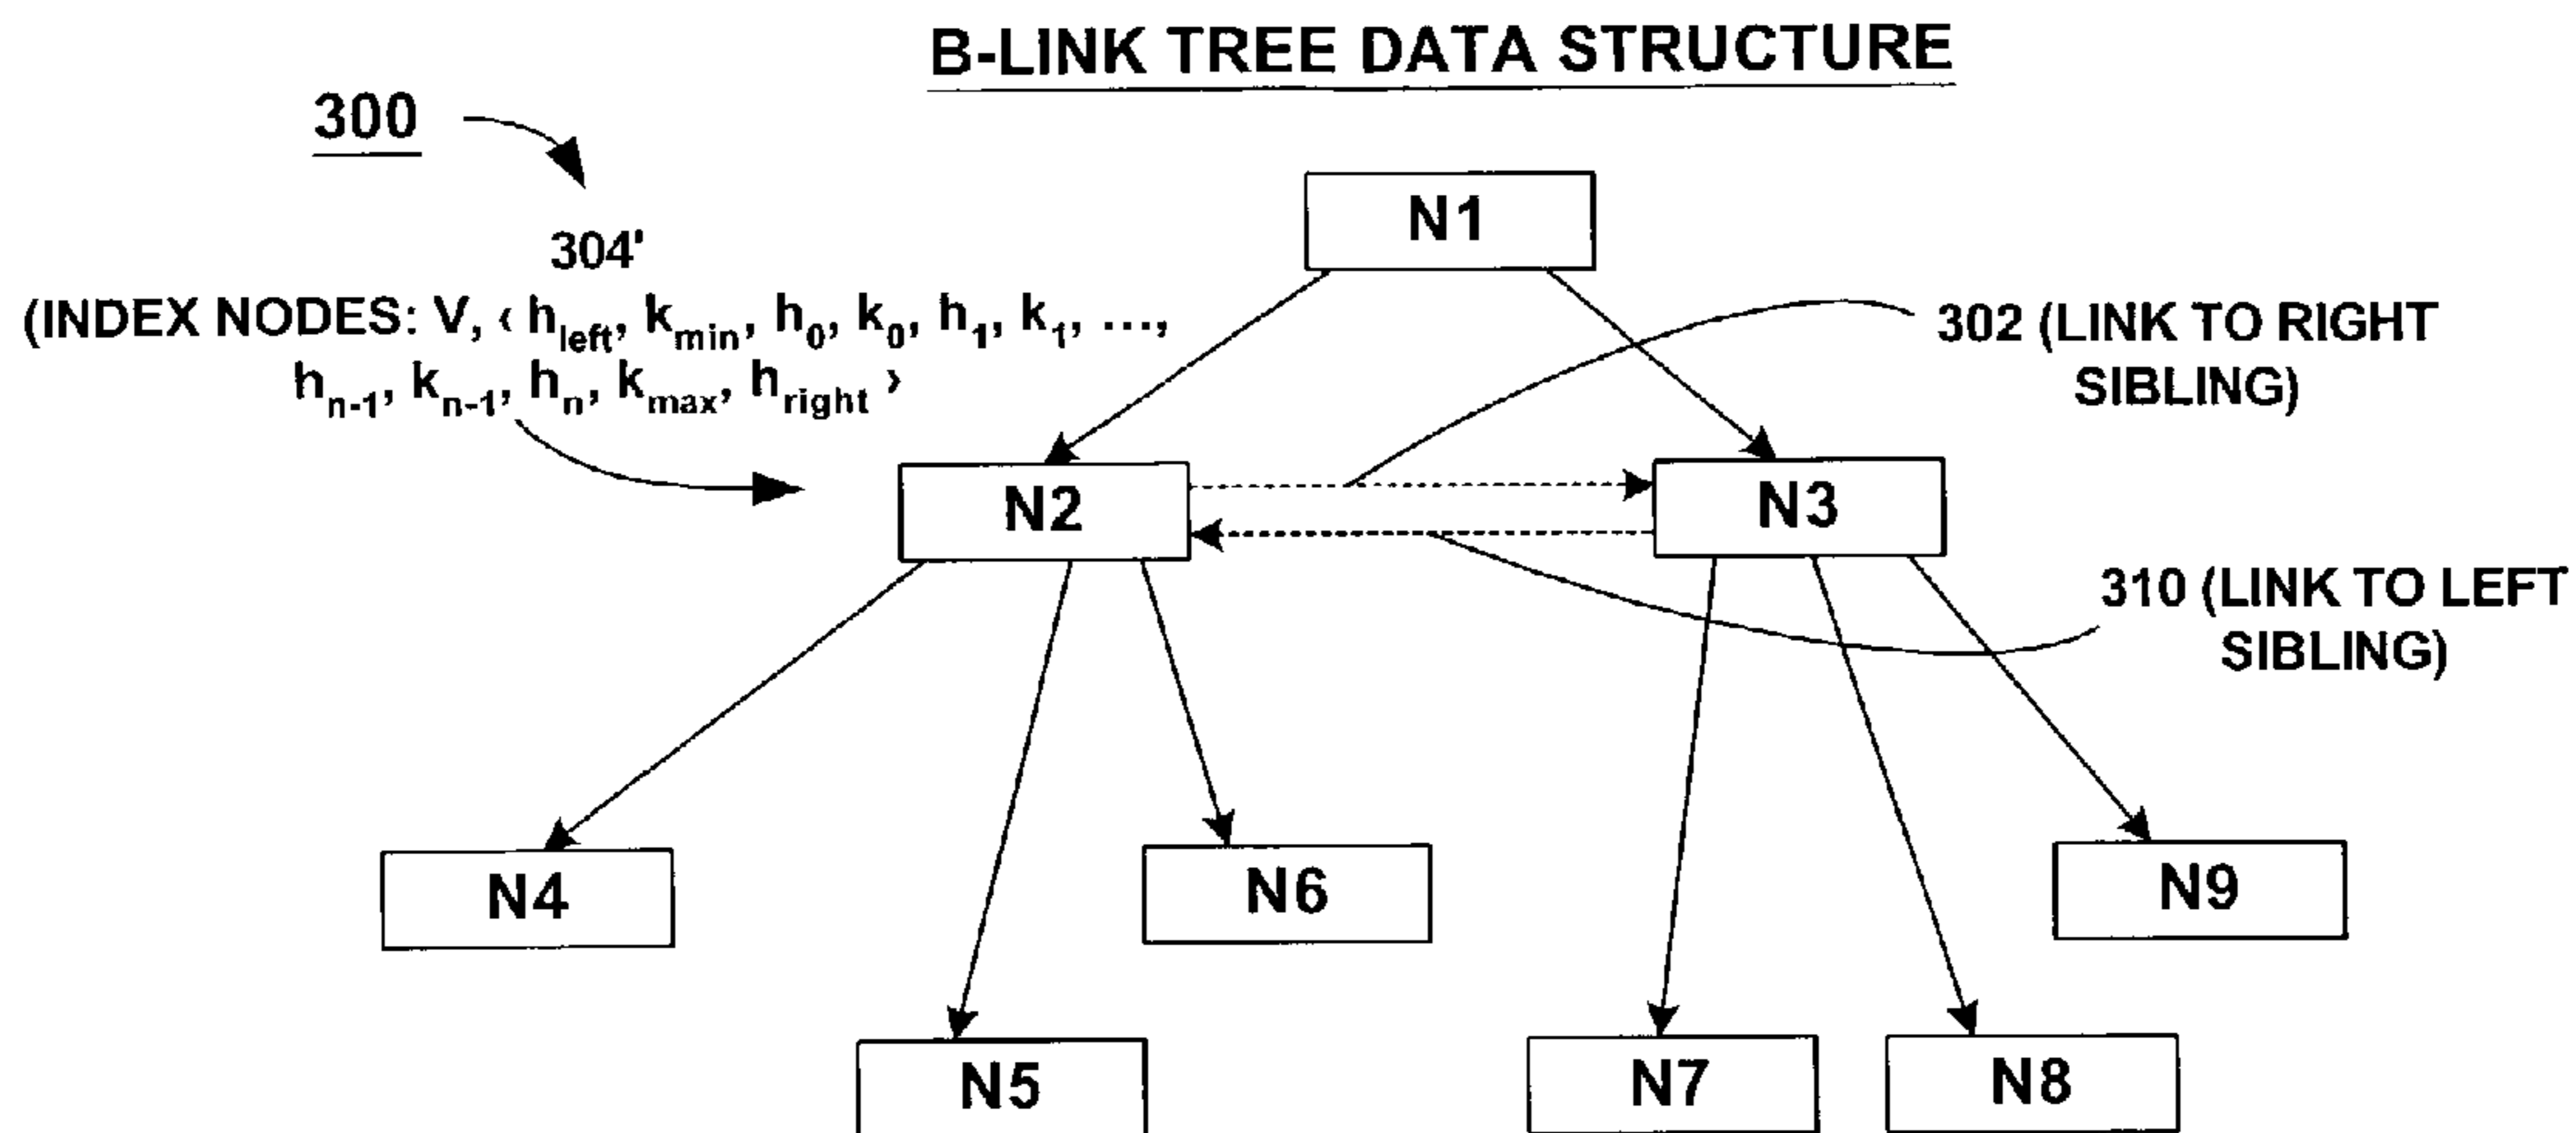 B-LINK TREE DATA STRUCTURE
300
304'
(INDEX NODES: V, ‹ h_left, k_min, h_0, k_0, h_1, k_1, ...,
h_n-1, k_n-1, h_n, k_max, h_right ›
N1
302 (LINK TO RIGHT
SIBLING)
N2
N3
310 (LINK TO LEFT
SIBLING)
N4
N6
N9
N5
N7
N8